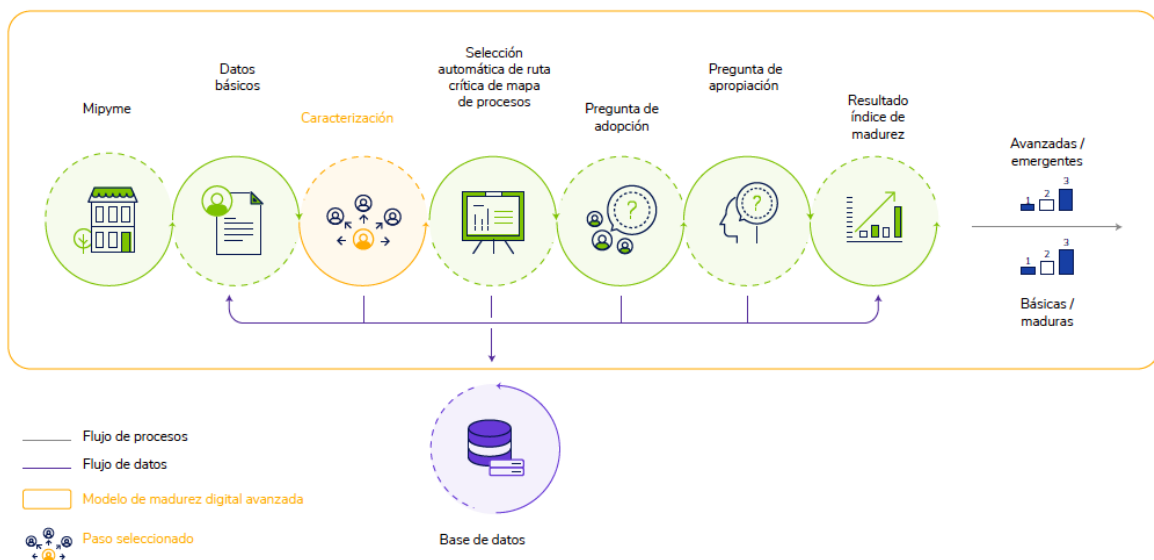 Mipyme
Datos
básicos
Caracterización
Selección
automática de ruta
crítica de mapa
de procesos
Pregunta de
adopción
?
Pregunta de
apropiación
?
Resultado
índice de
madurez
Avanzadas /
emergentes
1 2 3
1 2 3
Básicas /
maduras
Flujo de procesos
Flujo de datos
Modelo de madurez digital avanzada
Paso seleccionado
Base de datos